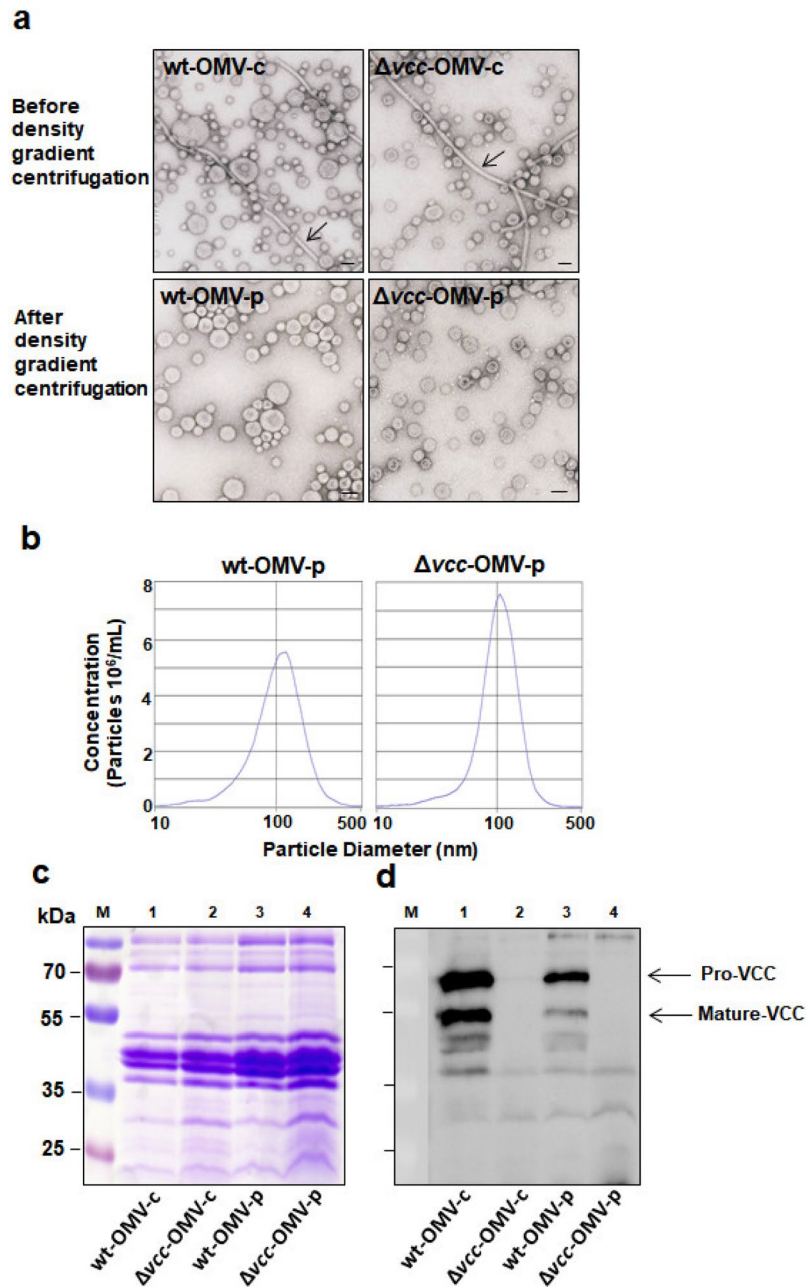 a
wt-OMV-c
Δvcc-OMV-c
Before
density
gradient
centrifugation
wt-OMV-p
Δvcc-OMV-p
After
density
gradient
centrifugation
b
wt-OMV-p
Δvcc-OMV-p
Concentration
(Particles 10⁶/mL)
8
6
4
2
0
10
100
500
10
100
500
Particle Diameter (nm)
c
kDa
M
1
2
3
4
70
55
35
25
wt-OMV-c
Δvcc-OMV-c
wt-OMV-p
Δvcc-OMV-p
d
M
1
2
3
4
Pro-VCC
Mature-VCC
wt-OMV-c
Δvcc-OMV-c
wt-OMV-p
Δvcc-OMV-p